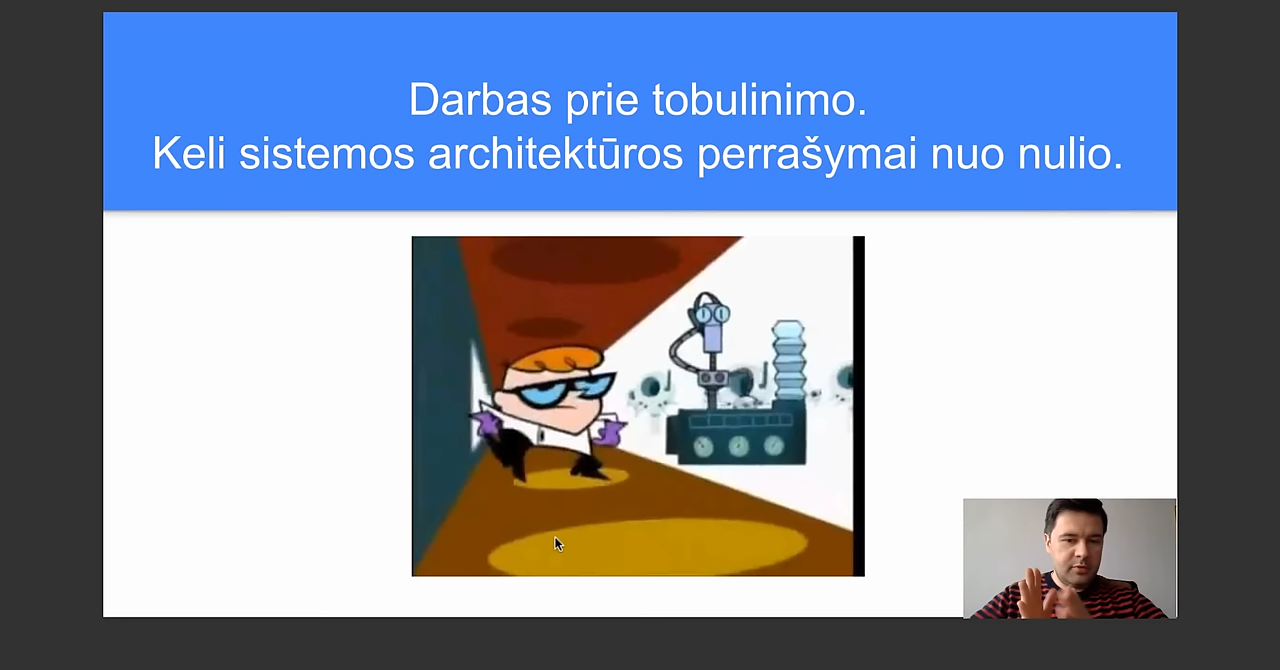 Darbas prie tobulinimo.
Keli sistemos architektūros perrašymai nuo nulio.